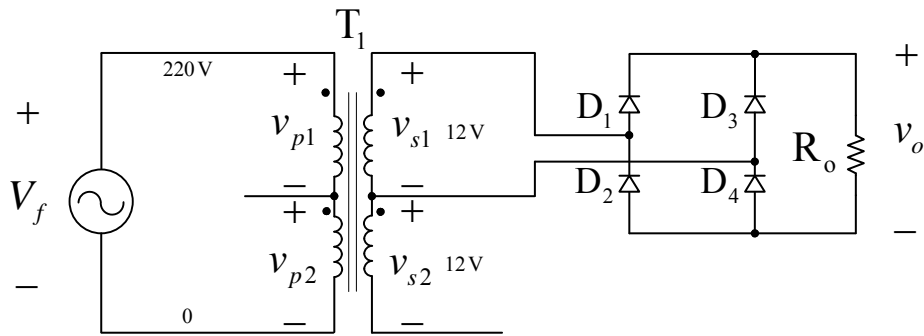 T1
220 V
+ + +
D1 D3
+ vp1 vs1 12 V vo
Ro
− − D2 D4
Vf + +
vp2 vs2 12 V −
−
0 − −